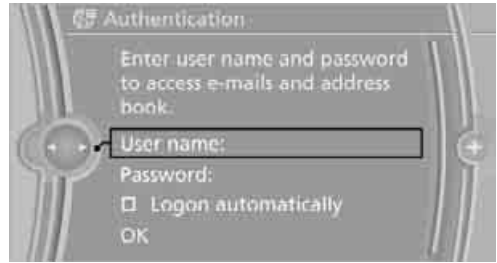 Authentication
Enter user name and password
to access e-mails and address
book.
User name:
Password:
Logon automatically
OK